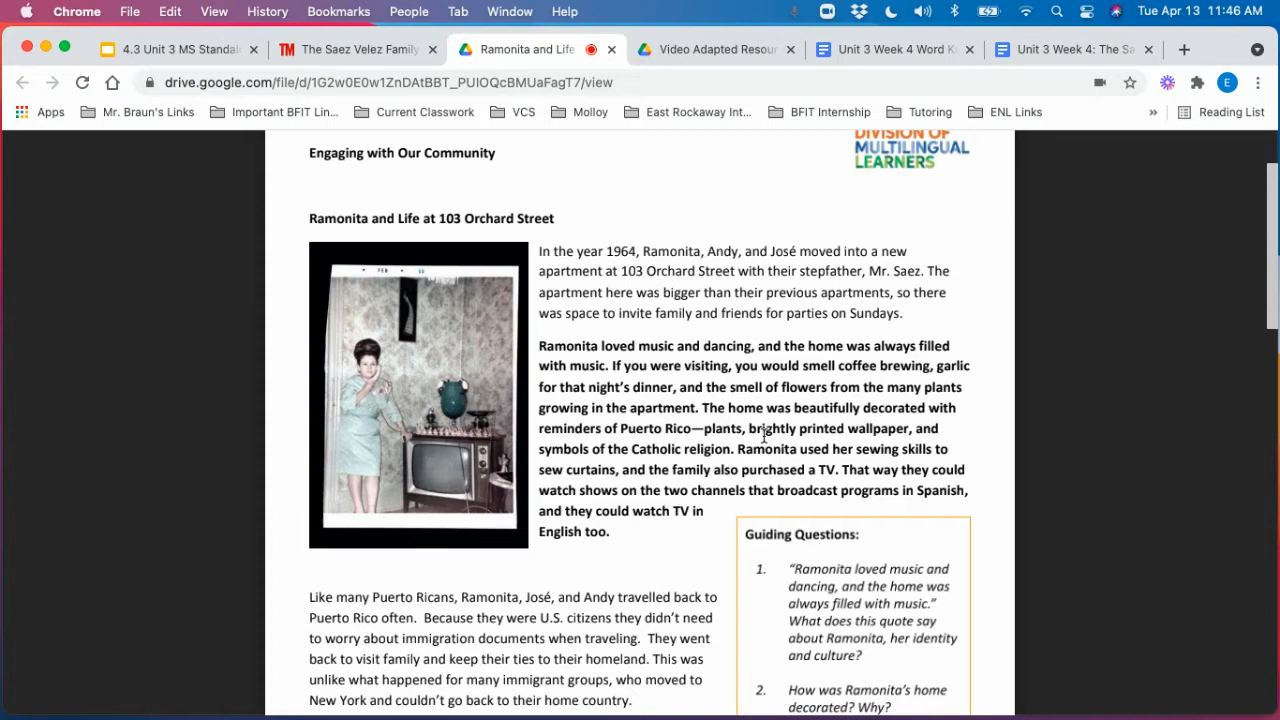 Chrome File Edit View History Bookmarks People Tab Window Help Tue Apr 13 11:46 AM
4.3 Unit 3 MS Standal
TM The Saez Velez Family
Ramonita and Life
Video Adapted Resour
Unit 3 Week 4 Word K
Unit 3 Week 4: The Sa
drive.google.com/file/d/1G2w0E0w1ZnDAtBBT_PUIOQcBMUaFagT7/view
E
Apps Mr. Braun's Links Important BFIT Lin... Current Classwork VCS Molloy East Rockaway Int... BFIT Internship Tutoring ENL Links » Reading List
DIVISION OF
MULTILINGUAL
LEARNERS
Engaging with Our Community
Ramonita and Life at 103 Orchard Street
In the year 1964, Ramonita, Andy, and José moved into a new
apartment at 103 Orchard Street with their stepfather, Mr. Saez. The
apartment here was bigger than their previous apartments, so there
was space to invite family and friends for parties on Sundays.
Ramonita loved music and dancing, and the home was always filled
with music. If you were visiting, you would smell coffee brewing, garlic
for that night's dinner, and the smell of flowers from the many plants
growing in the apartment. The home was beautifully decorated with
reminders of Puerto Rico—plants, brightly printed wallpaper, and
symbols of the Catholic religion. Ramonita used her sewing skills to
sew curtains, and the family also purchased a TV. That way they could
watch shows on the two channels that broadcast programs in Spanish,
and they could watch TV in
English too.
Like many Puerto Ricans, Ramonita, José, and Andy travelled back to
Puerto Rico often. Because they were U.S. citizens they didn't need
to worry about immigration documents when traveling. They went
back to visit family and keep their ties to their homeland. This was
unlike what happened for many immigrant groups, who moved to
New York and couldn't go back to their home country.
Guiding Questions:
1. "Ramonita loved music and
dancing, and the home was
always filled with music."
What does this quote say
about Ramonita, her identity
and culture?
2. How was Ramonita's home
decorated? Why?